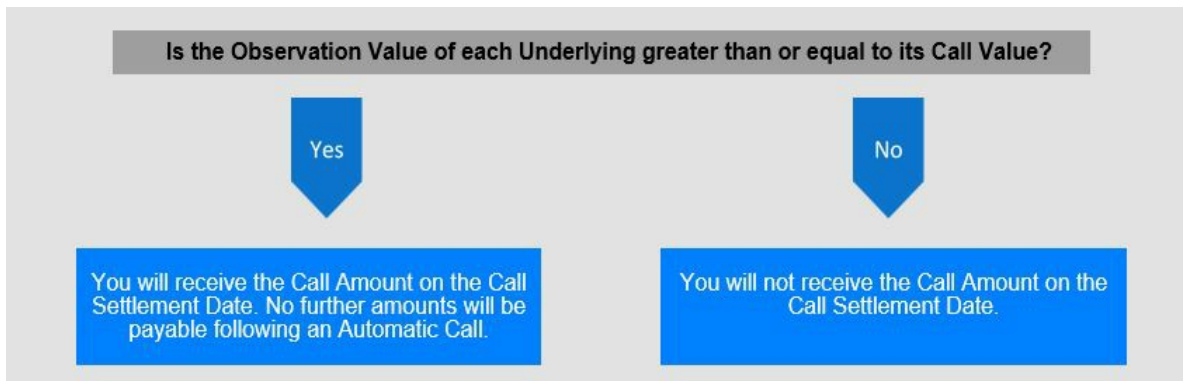 Is the Observation Value of each Underlying greater than or equal to its Call Value?
Yes
No
You will receive the Call Amount on the Call
Settlement Date. No further amounts will be
payable following an Automatic Call.
You will not receive the Call Amount on the
Call Settlement Date.